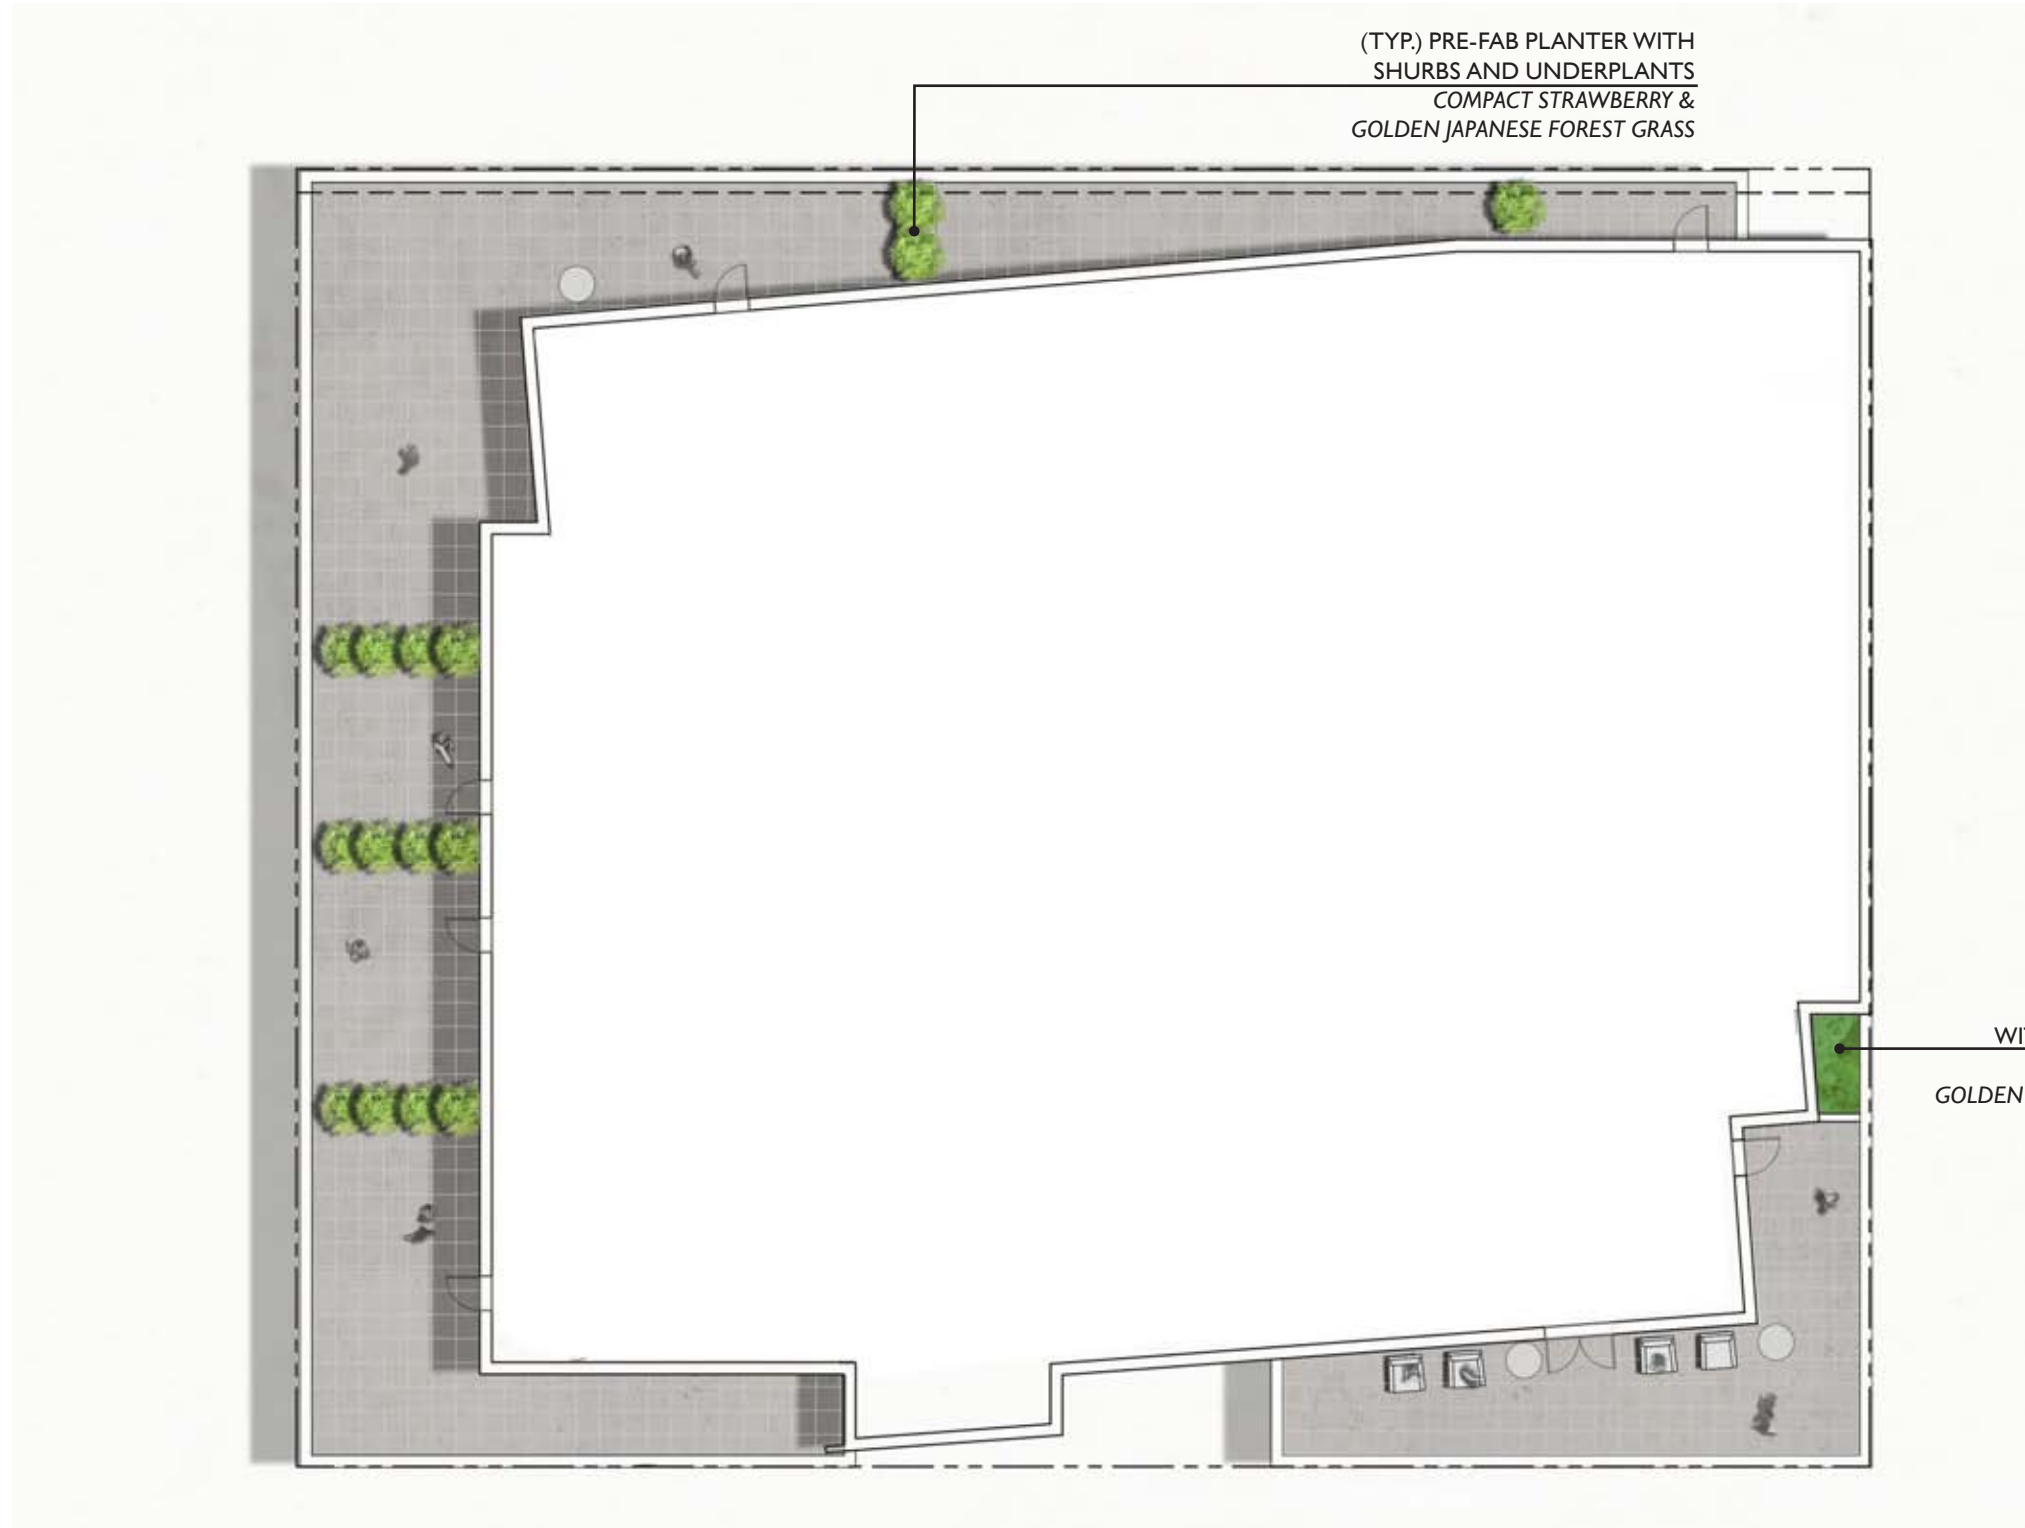 (TYP.) PRE-FAB PLANTER WITH
SHURBS AND UNDERPLANTS
COMPACT STRAWBERRY &
GOLDEN JAPANESE FOREST GRASS
GOLDEN